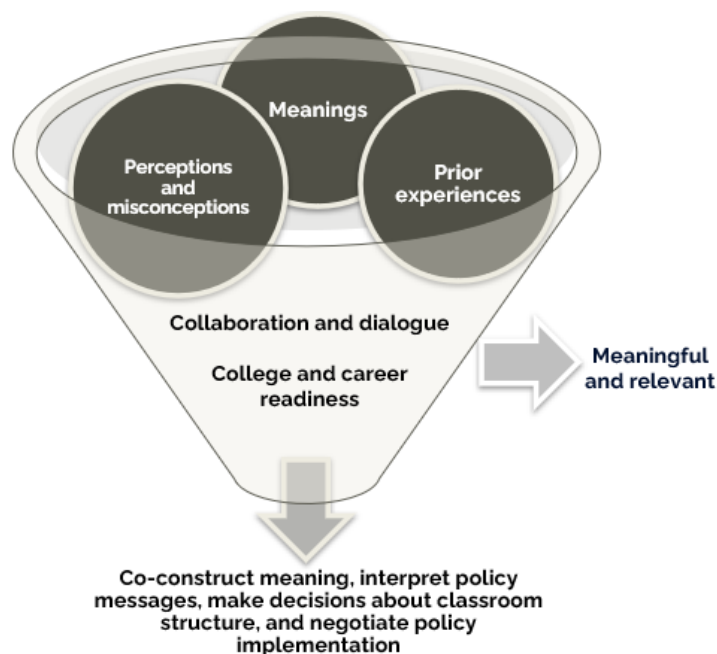 Meanings
Perceptions
and
misconceptions
Prior
experiences
Collaboration and dialogue
College and career
readiness
Meaningful
and relevant
Co-construct meaning, interpret policy
messages, make decisions about classroom
structure, and negotiate policy
implementation